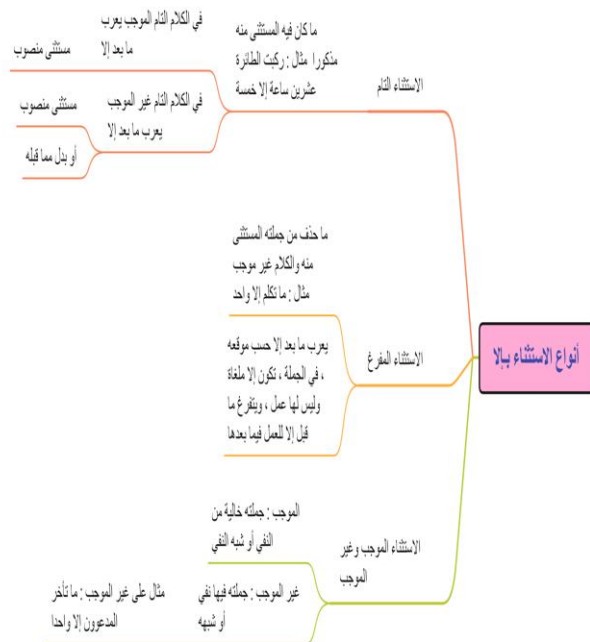 أنواع الاستثناء بـإلا
الاستثناء التام
ما كان فيه المستثنى منه
مذكورا مثال : ركبت الطائرة
عشرين ساعة إلا خمسة
في الكلام التام الموجب يعرب
ما بعد إلا
مستثنى منصوب
في الكلام التام غير الموجب
يعرب ما بعد إلا
مستثنى منصوب
أو بدل مما قبله
الاستثناء المفرغ
ما حذف من جملته المستثنى
منه والكلام غير موجب
مثال : ما تكلم إلا واحد
يعرب ما بعد إلا حسب موقعه
، في الجملة ، تكون إلا ملغاة
وليس لها عمل ، ويتفرغ ما
قبل إلا للعمل فيما بعدها
الاستثناء الموجب وغير
الموجب
الموجب : جملته خالية من
النفي أو شبه النفي
غير الموجب : جملته فيها نفي
أو شبهه
مثال على غير الموجب : ما تأخر
المدعوون إلا واحدا